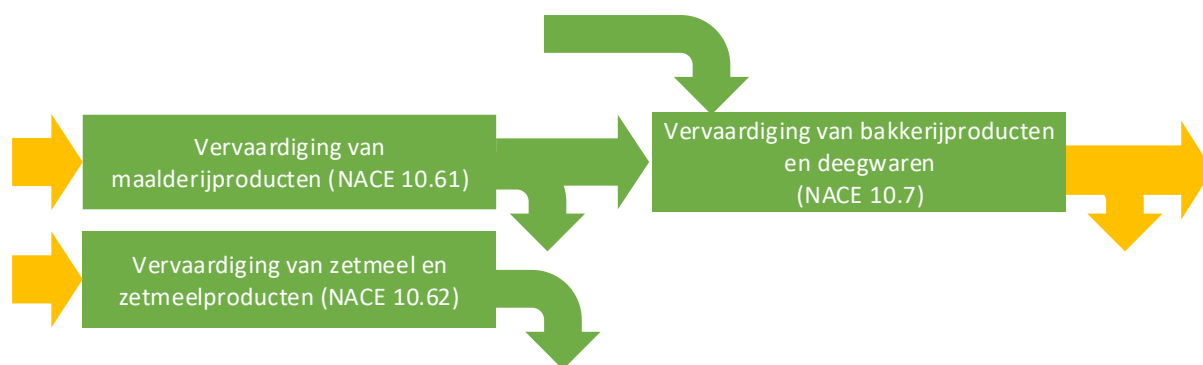 Vervaardiging van
maalderijproducten (NACE 10.61)
Vervaardiging van bakkerijproducten
en deegwaren
(NACE 10.7)
Vervaardiging van zetmeel en
zetmeelproducten (NACE 10.62)